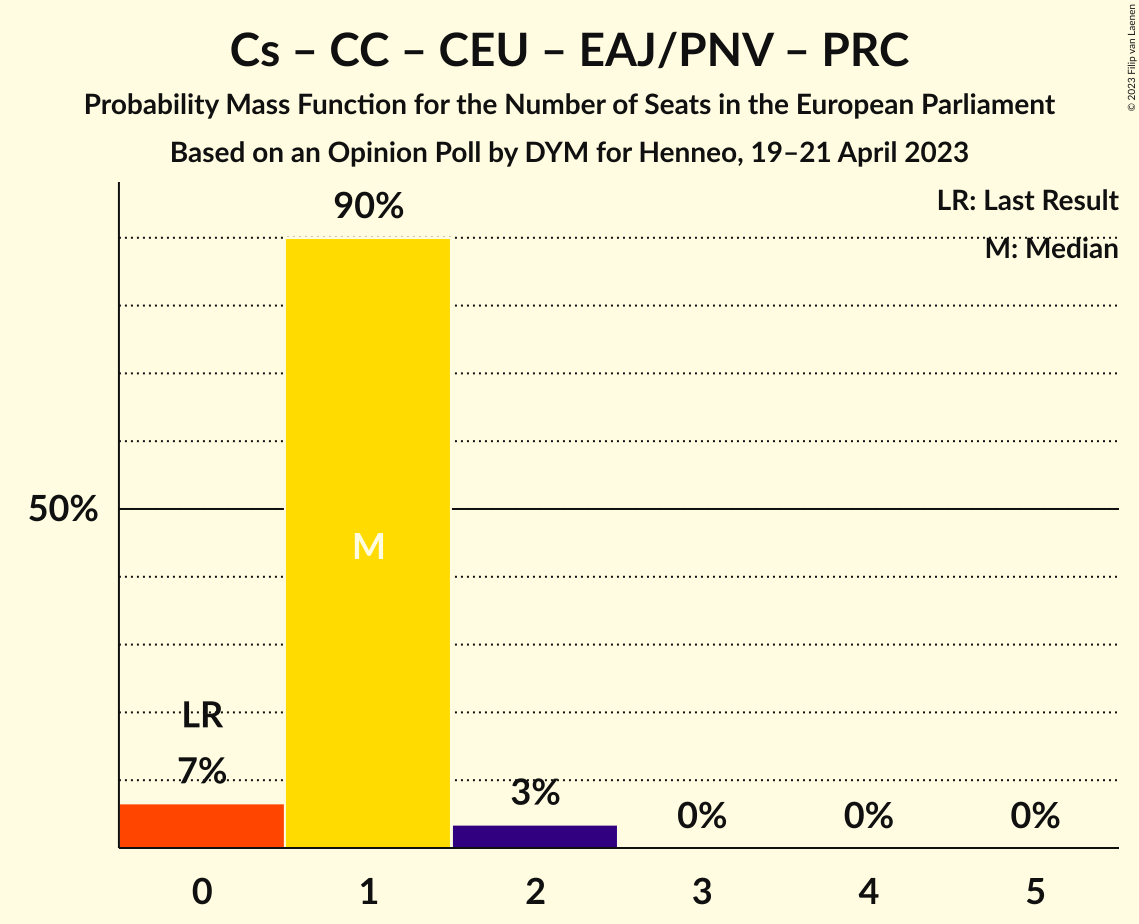 Cs – CC – CEU – EAJ/PNV – PRC
Probability Mass Function for the Number of Seats in the European Parliament
Based on an Opinion Poll by DYM for Henneo, 19–21 April 2023
© 2023 Filip van Laenen
LR: Last Result
M: Median
90%
50%
M
LR
7%
3%
0%
0%
0%
0
1
2
3
4
5